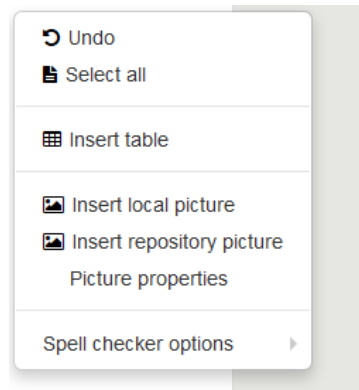 Undo
Select all
Insert table
Insert local picture
Insert repository picture
Picture properties
Spell checker options